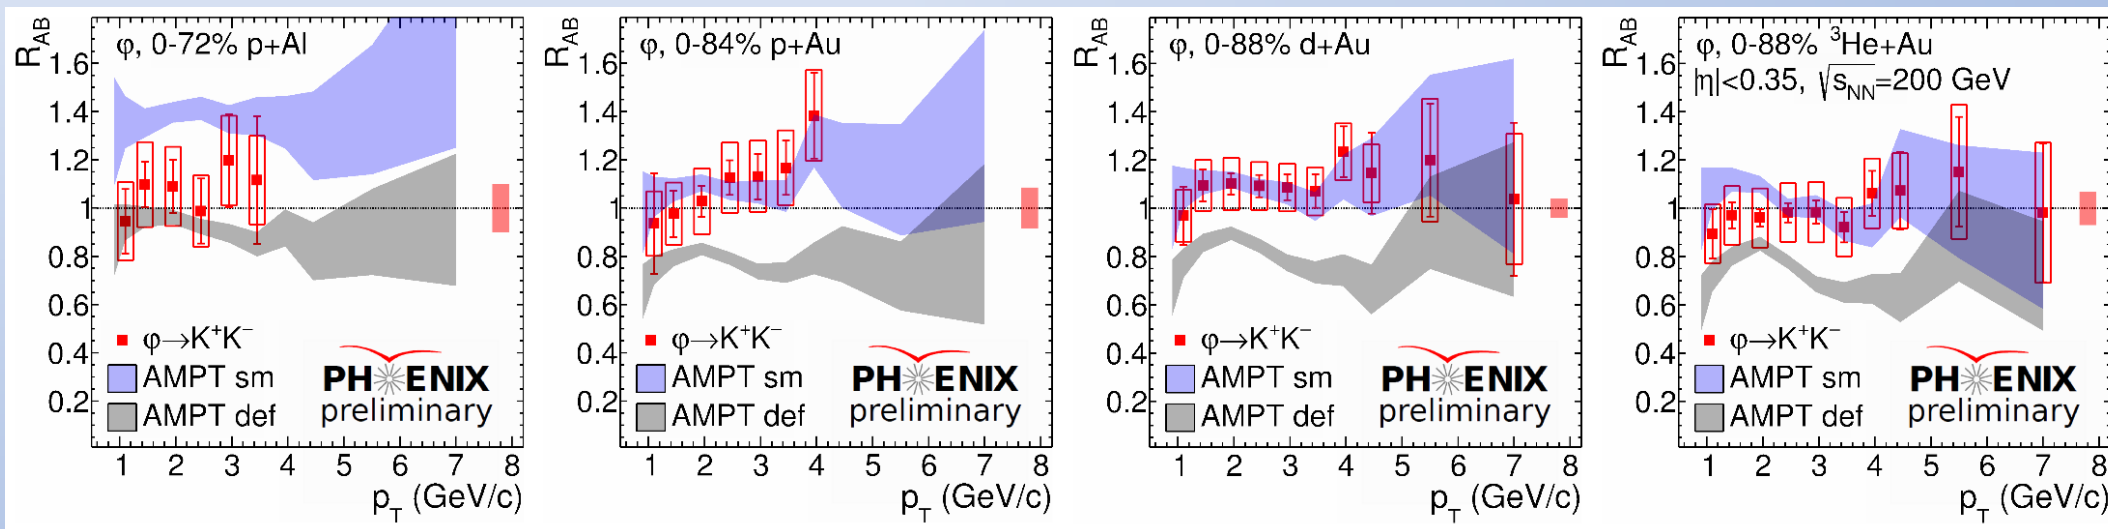 R_AB
φ, 0-72% p+Al
1.6
1.4
1.2
1
0.8
0.6
0.4
0.2
φ→K⁺K⁻
AMPT sm
AMPT def
PHENIX
preliminary
1 2 3 4 5 6 7 8
p_T (GeV/c)
R_AB
φ, 0-84% p+Au
1.6
1.4
1.2
1
0.8
0.6
0.4
0.2
φ→K⁺K⁻
AMPT sm
AMPT def
PHENIX
preliminary
1 2 3 4 5 6 7 8
p_T (GeV/c)
R_AB
φ, 0-88% d+Au
1.6
1.4
1.2
1
0.8
0.6
0.4
0.2
φ→K⁺K⁻
AMPT sm
AMPT def
PHENIX
preliminary
1 2 3 4 5 6 7 8
p_T (GeV/c)
R_AB
φ, 0-88% ³He+Au
|η|<0.35, √s_NN=200 GeV
1.6
1.4
1.2
1
0.8
0.6
0.4
0.2
φ→K⁺K⁻
AMPT sm
AMPT def
PHENIX
preliminary
1 2 3 4 5 6 7 8
p_T (GeV/c)